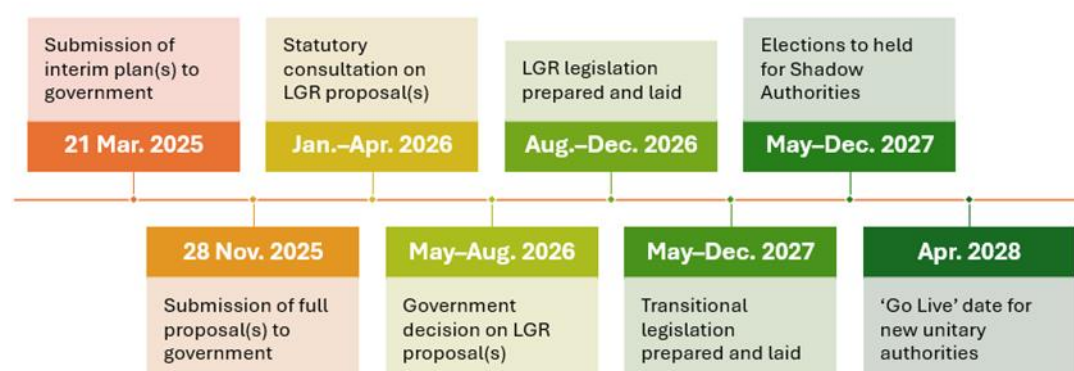 Submission of
interim plan(s) to
government
21 Mar. 2025
Statutory
consultation on
LGR proposal(s)
Jan.–Apr. 2026
LGR legislation
prepared and laid
Aug.–Dec. 2026
Elections to held
for Shadow
Authorities
May–Dec. 2027
28 Nov. 2025
Submission of full
proposal(s) to
government
May–Aug. 2026
Government
decision on LGR
proposal(s)
May–Dec. 2027
Transitional
legislation
prepared and laid
Apr. 2028
‘Go Live’ date for
new unitary
authorities